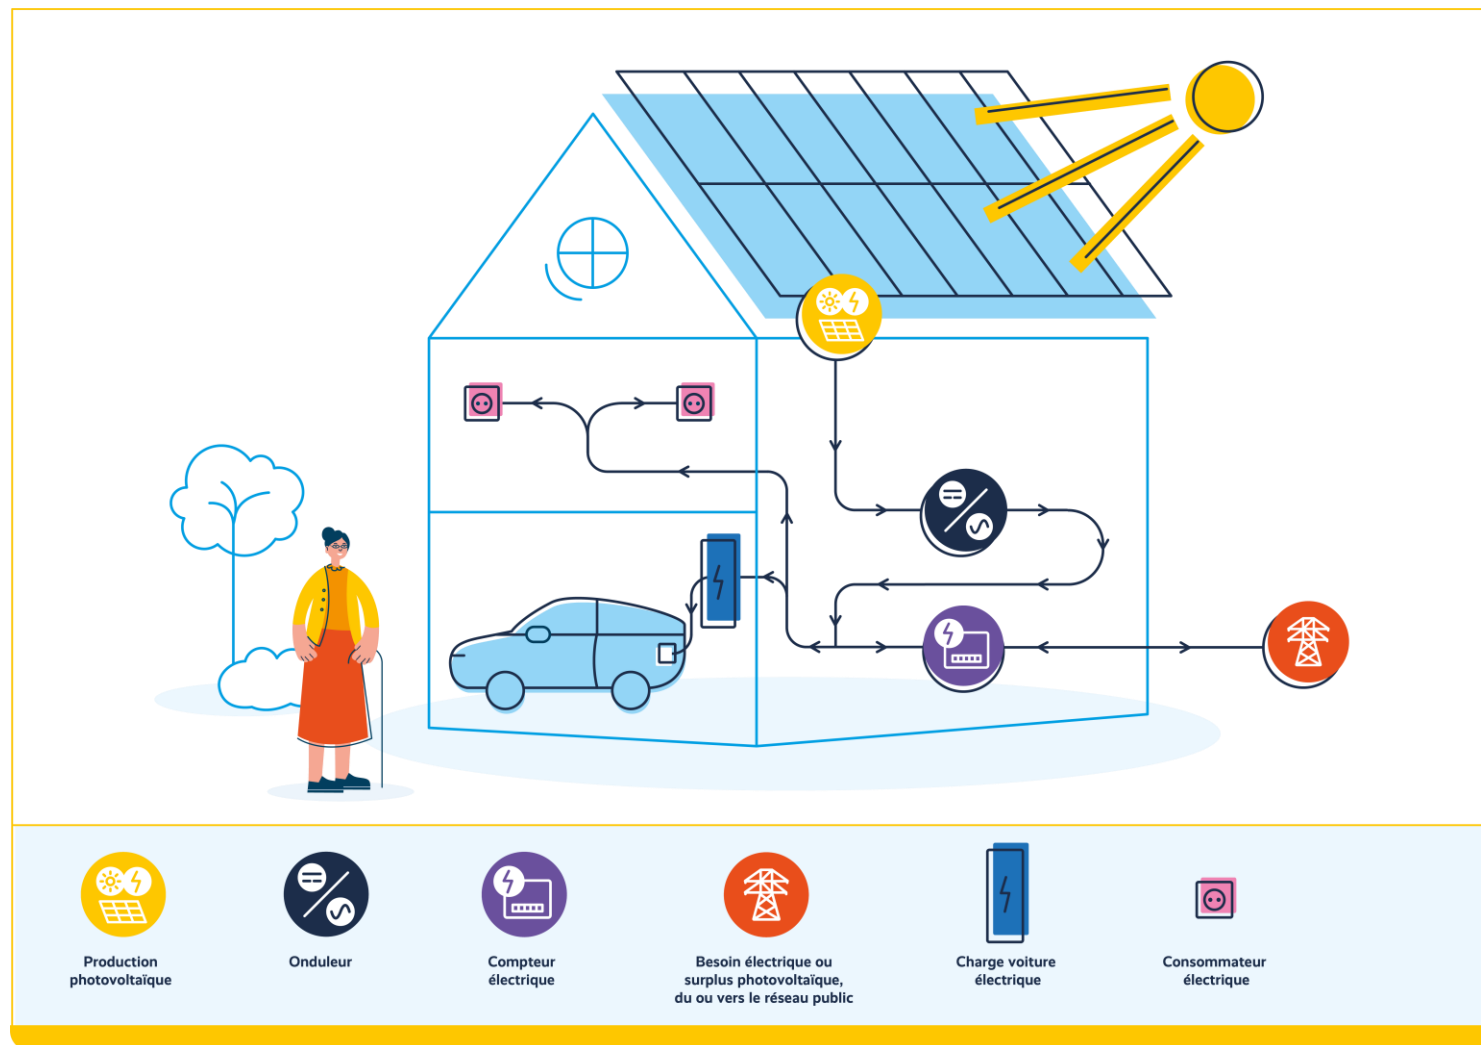 Production
photovoltaïque
Onduleur
Compteur
électrique
Besoin électrique ou
surplus photovoltaïque,
du ou vers le réseau public
Charge voiture
électrique
Consommateur
électrique